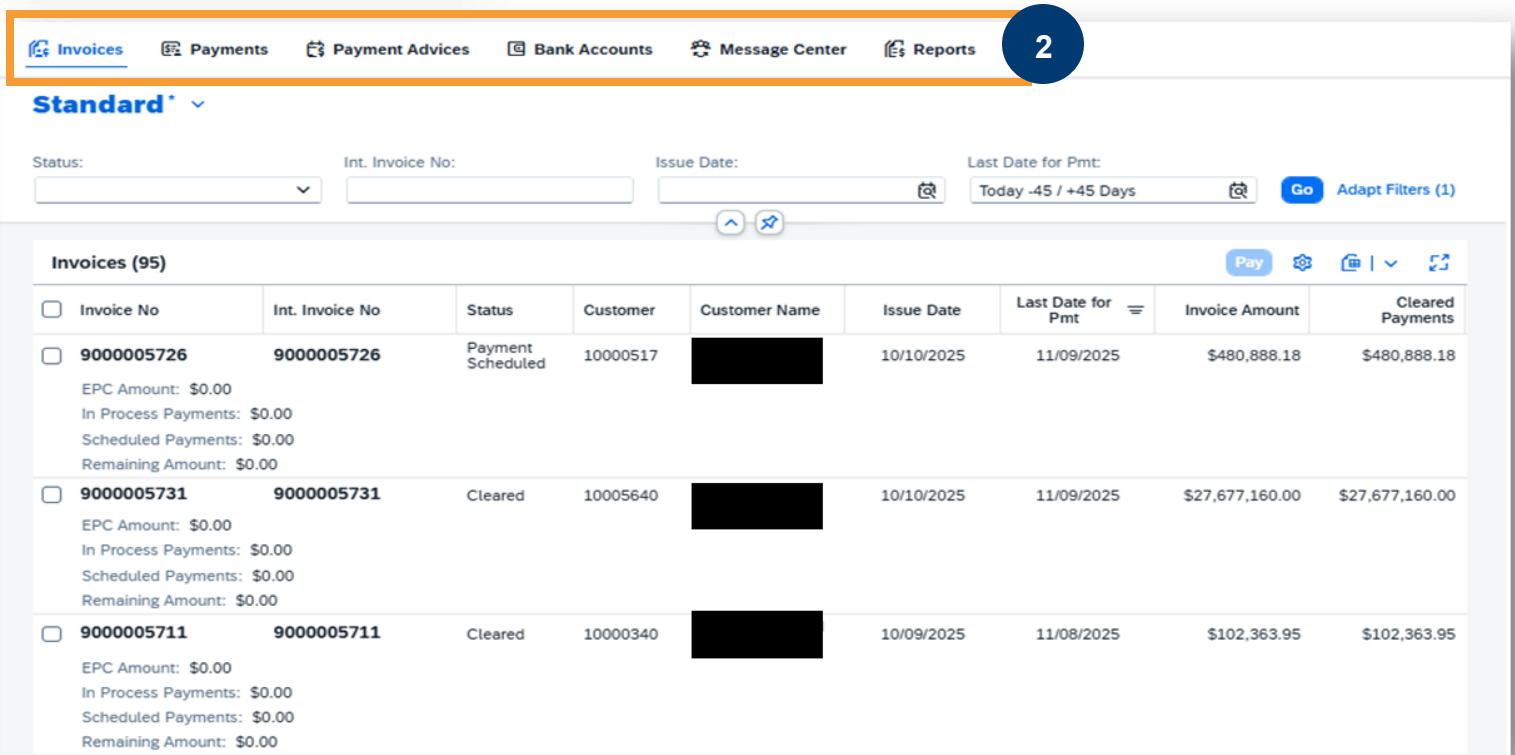 Invoices Payments Payment Advices Bank Accounts Message Center Reports 2
Standard*
Status: Int. Invoice No: Issue Date: Last Date for Pmt:
Today -45 / +45 Days Go Adapt Filters (1)
Invoices (95) Pay
Invoice No Int. Invoice No Status Customer Customer Name Issue Date Last Date for Pmt Invoice Amount Cleared Payments
9000005726 9000005726 Payment Scheduled 10000517 10/10/2025 11/09/2025 $480,888.18 $480,888.18
EPC Amount: $0.00
In Process Payments: $0.00
Scheduled Payments: $0.00
Remaining Amount: $0.00
9000005731 9000005731 Cleared 10005640 10/10/2025 11/09/2025 $27,677,160.00 $27,677,160.00
EPC Amount: $0.00
In Process Payments: $0.00
Scheduled Payments: $0.00
Remaining Amount: $0.00
9000005711 9000005711 Cleared 10000340 10/09/2025 11/08/2025 $102,363.95 $102,363.95
EPC Amount: $0.00
In Process Payments: $0.00
Scheduled Payments: $0.00
Remaining Amount: $0.00